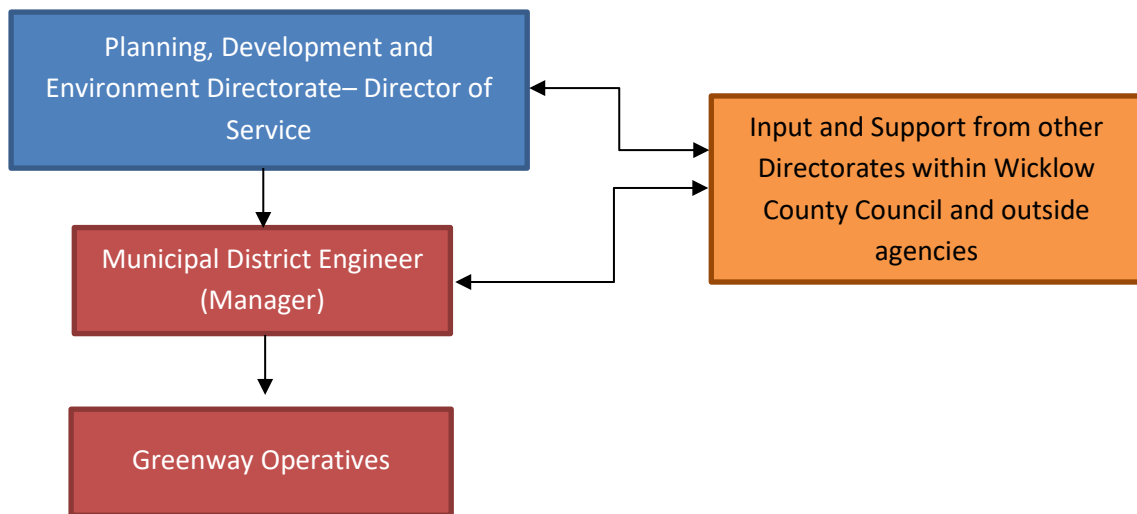 Planning, Development and
Environment Directorate– Director of
Service
Input and Support from other
Directorates within Wicklow
County Council and outside
agencies
Municipal District Engineer
(Manager)
Greenway Operatives